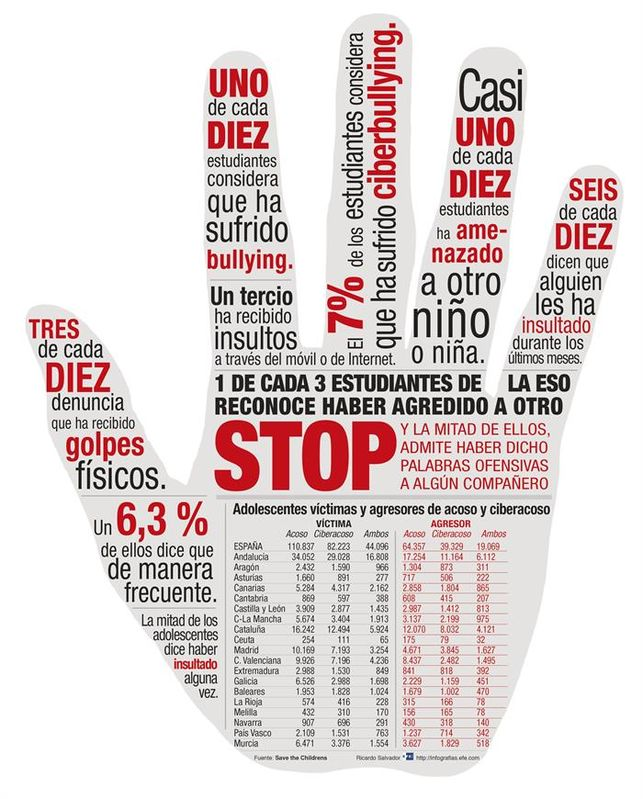 TRES
de cada
DIEZ
denuncia
que ha recibido
golpes
físicos.
Un 6,3 %
de ellos dice que
de manera
frecuente.
La mitad de los
adolescentes
dice haber
insultado
alguna
vez.
UNO
de cada
DIEZ
estudiantes
considera
que ha
sufrido
bullying.
Un tercio
ha recibido
insultos
a través del móvil o de Internet.
El 7% de los estudiantes considera
que ha sufrido ciberbullying.
Casi
UNO
de cada
DIEZ
estudiantes
ha ame-
nazado
a otro
niño
o niña.
SEIS
de cada
DIEZ
dicen que
alguien
les ha
insultado
durante los
últimos meses.
1 DE CADA 3 ESTUDIANTES DE LA ESO
RECONOCE HABER AGREDIDO A OTRO
STOP
Y LA MITAD DE ELLOS,
ADMITE HABER DICHO
PALABRAS OFENSIVAS
A ALGÚN COMPAÑERO
Adolescentes víctimas y agresores de acoso y ciberacoso
VÍCTIMA AGRESOR
Acoso Ciberacoso Ambos Acoso Ciberacoso Ambos
ESPAÑA 110.837 82.223 44.096 64.357 39.329 19.069
Andalucía 34.052 29.028 16.808 17.254 11.164 6.112
Aragón 2.432 1.590 966 1.304 873 311
Asturias 1.660 891 277 717 506 222
Canarias 5.284 4.317 2.162 2.858 1.804 865
Cantabria 869 597 388 608 415 207
Castilla y León 3.909 2.877 1.435 2.987 1.412 813
C-La Mancha 5.674 3.404 1.913 3.137 2.199 975
Cataluña 16.242 12.494 5.924 12.070 8.032 4.121
Ceuta 254 111 65 175 79 32
Madrid 10.169 7.193 3.254 4.671 3.845 1.627
C. Valenciana 9.926 7.196 4.236 8.437 2.482 1.495
Extremadura 2.988 1.530 849 841 818 392
Galicia 6.526 2.988 1.698 2.229 1.159 451
Baleares 1.953 1.828 1.024 1.679 1.002 470
La Rioja 574 416 228 315 166 78
Melilla 432 310 170 156 165 78
Navarra 907 696 291 430 318 140
País Vasco 2.109 1.531 763 1.237 714 342
Murcia 6.471 3.376 1.554 3.627 1.829 518
Fuente: Save the Childrens Ricardo Salvador http://infografias.efe.com